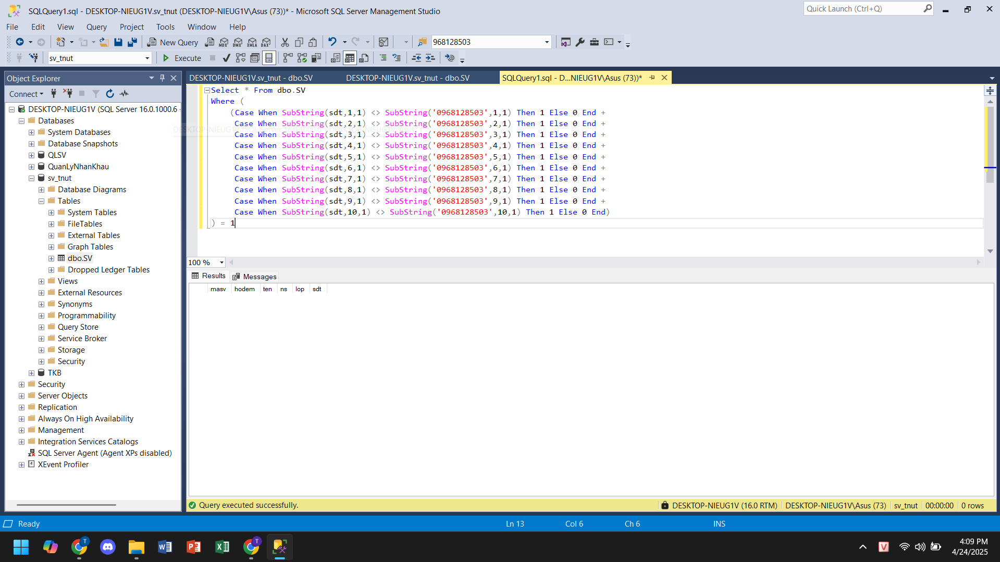 SQLQuery1.sql - DESKTOP-NIEUG1V.sv_tnut (DESKTOP-NIEUG1V\Asus (73))* - Microsoft SQL Server Management Studio
Quick Launch (Ctrl+Q)
File Edit View Query Project Tools Window Help
New Query
MDX DMX XMLA DAX
968128503
sv_tnut
Execute
Object Explorer
DESKTOP-NIEUG1V.sv_tnut - dbo.SV
DESKTOP-NIEUG1V.sv_tnut - dbo.SV
SQLQuery1.sql - D...NIEUG1V\Asus (73))*
Connect
DESKTOP-NIEUG1V (SQL Server 16.0.1000.6 -
Databases
System Databases
Database Snapshots
QLSV
QuanLyNhanKhau
sv_tnut
Database Diagrams
Tables
System Tables
FileTables
External Tables
Graph Tables
dbo.SV
Dropped Ledger Tables
Views
External Resources
Synonyms
Programmability
Query Store
Service Broker
Storage
Security
TKB
Security
Server Objects
Replication
Always On High Availability
Management
Integration Services Catalogs
SQL Server Agent (Agent XPs disabled)
XEvent Profiler
Select * From dbo.SV
Where (
(Case When SubString(sdt,1,1) <> SubString('0968128503',1,1) Then 1 Else 0 End +
Case When SubString(sdt,2,1) <> SubString('0968128503',2,1) Then 1 Else 0 End +
Case When SubString(sdt,3,1) <> SubString('0968128503',3,1) Then 1 Else 0 End +
Case When SubString(sdt,4,1) <> SubString('0968128503',4,1) Then 1 Else 0 End +
Case When SubString(sdt,5,1) <> SubString('0968128503',5,1) Then 1 Else 0 End +
Case When SubString(sdt,6,1) <> SubString('0968128503',6,1) Then 1 Else 0 End +
Case When SubString(sdt,7,1) <> SubString('0968128503',7,1) Then 1 Else 0 End +
Case When SubString(sdt,8,1) <> SubString('0968128503',8,1) Then 1 Else 0 End +
Case When SubString(sdt,9,1) <> SubString('0968128503',9,1) Then 1 Else 0 End +
Case When SubString(sdt,10,1) <> SubString('0968128503',10,1) Then 1 Else 0 End)
) = 1
100 %
Results Messages
masv hodem ten ns lop sdt
Query executed successfully.
DESKTOP-NIEUG1V (16.0 RTM) DESKTOP-NIEUG1V\Asus (73) sv_tnut 00:00:00 0 rows
Ready
Ln 13 Col 6 Ch 6 INS
4:09 PM
4/24/2025